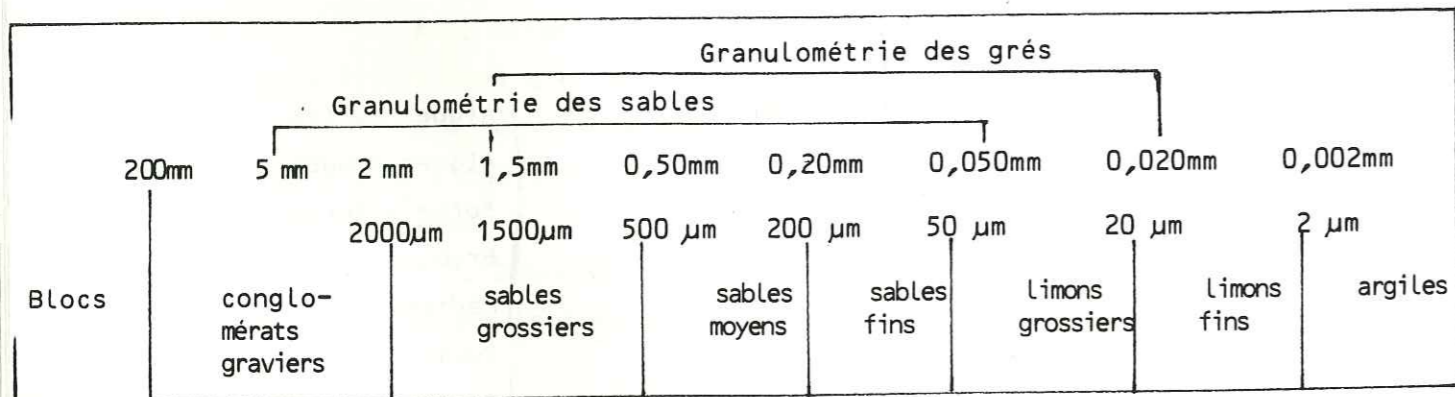 Granulométrie des grés
Granulométrie des sables
200mm 5 mm 2 mm 1,5mm 0,50mm 0,20mm 0,050mm 0,020mm 0,002mm
2000µm 1500µm 500 µm 200 µm 50 µm 20 µm 2 µm
Blocs conglo- sables sables sables limons limons argiles
mérats grossiers moyens fins grossiers fins
graviers